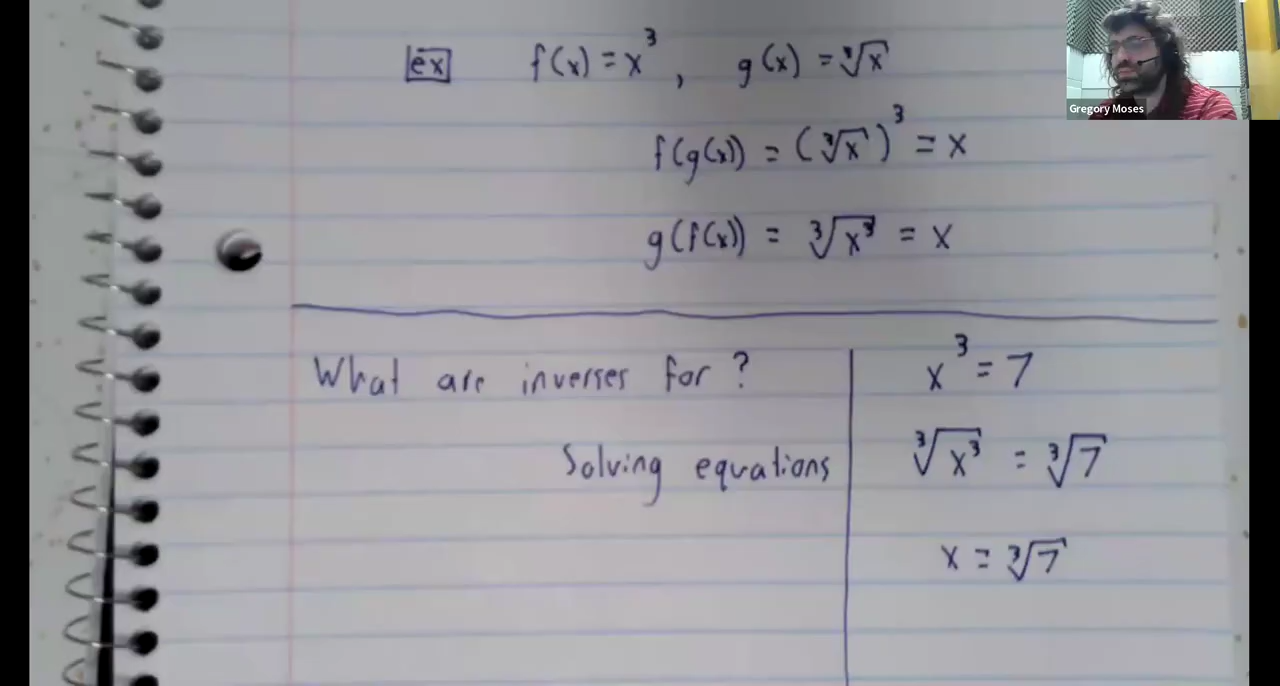 ex f(x) = x³, g(x) = ∛x
f(g(x)) = (∛x)³ = x
g(f(x)) = ∛x³ = x
What are inverses for?
Solving equations
x³ = 7
∛x³ = ∛7
x = ∛7
Gregory Moses